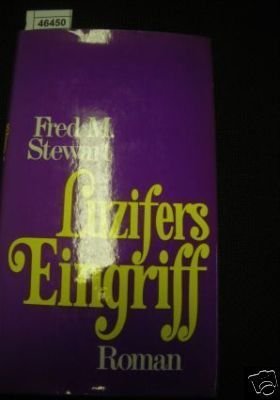 46450
Fred M.
Stewart
Luzifers
Eingriff
Roman